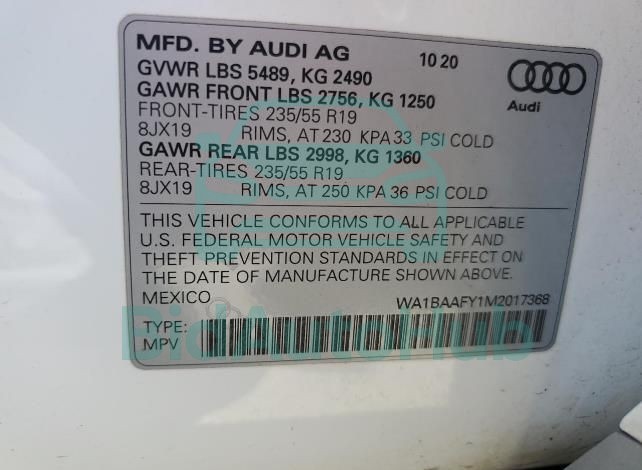 MFD. BY AUDI AG 10 20
GVWR LBS 5489, KG 2490
GAWR FRONT LBS 2756, KG 1250
FRONT-TIRES 235/55 R19
8JX19 RIMS, AT 230 KPA 33 PSI COLD
GAWR REAR LBS 2998, KG 1360
REAR-TIRES 235/55 R19
8JX19 RIMS, AT 250 KPA 36 PSI COLD
Audi
THIS VEHICLE CONFORMS TO ALL APPLICABLE
U.S. FEDERAL MOTOR VEHICLE SAFETY AND
THEFT PREVENTION STANDARDS IN EFFECT ON
THE DATE OF MANUFACTURE SHOWN ABOVE.
MEXICO WA1BAAFY1M2017368
TYPE:
MPV
BidAutoHub